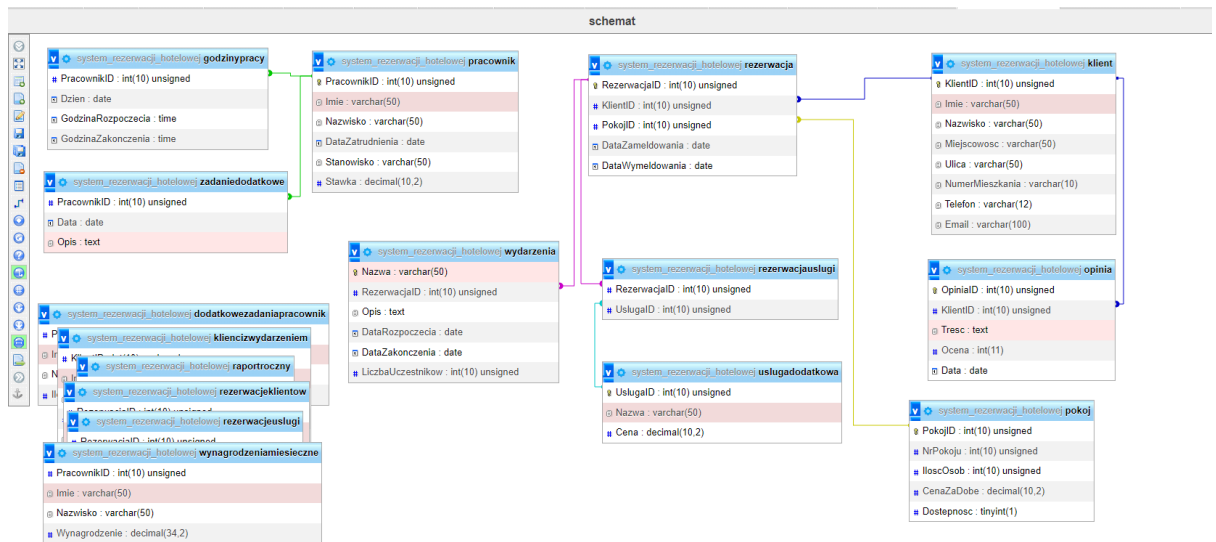 schemat
system_rezerwacji_hotelowej godzinypracy
PracownikID : int(10) unsigned
Dzien : date
GodzinaRozpoczecia : time
GodzinaZakonczenia : time
system_rezerwacji_hotelowej pracownik
PracownikID : int(10) unsigned
Imie : varchar(50)
Nazwisko : varchar(50)
DataZatrudnienia : date
Stanowisko : varchar(50)
Stawka : decimal(10,2)
system_rezerwacji_hotelowej rezerwacja
RezerwacjaID : int(10) unsigned
KlientID : int(10) unsigned
PokojID : int(10) unsigned
DataZameldowania : date
DataWymeldowania : date
system_rezerwacji_hotelowej klient
KlientID : int(10) unsigned
Imie : varchar(50)
Nazwisko : varchar(50)
Miejscowosc : varchar(50)
Ulica : varchar(50)
NumerMieszkania : varchar(10)
Telefon : varchar(12)
Email : varchar(100)
system_rezerwacji_hotelowej zadaniedodatkowe
PracownikID : int(10) unsigned
Data : date
Opis : text
system_rezerwacji_hotelowej wydarzenia
Nazwa : varchar(50)
RezerwacjaID : int(10) unsigned
Opis : text
DataRozpoczecia : date
DataZakonczenia : date
LiczbaUczestnikow : int(10) unsigned
system_rezerwacji_hotelowej rezerwacjauslugi
RezerwacjaID : int(10) unsigned
UslugaID : int(10) unsigned
system_rezerwacji_hotelowej opinia
OpiniaID : int(10) unsigned
KlientID : int(10) unsigned
Tresc : text
Ocena : int(11)
Data : date
system_rezerwacji_hotelowej uslugadodatkowa
UslugaID : int(10) unsigned
Nazwa : varchar(50)
Cena : decimal(10,2)
system_rezerwacji_hotelowej pokoj
PokojID : int(10) unsigned
NrPokoju : int(10) unsigned
IloscOsob : int(10) unsigned
CenaZaDobe : decimal(10,2)
Dostepnosc : tinyint(1)
system_rezerwacji_hotelowej dodatkowezadaniapracownik
system_rezerwacji_hotelowej kliencizwydarzeniem
system_rezerwacji_hotelowej raportroczny
system_rezerwacji_hotelowej rezerwacjeklientow
system_rezerwacji_hotelowej rezerwacjeuslugi
RezerwacjaID : int(10) unsigned
system_rezerwacji_hotelowej wynagrodzeniamiesieczne
PracownikID : int(10) unsigned
Imie : varchar(50)
Nazwisko : varchar(50)
Wynagrodzenie : decimal(34,2)